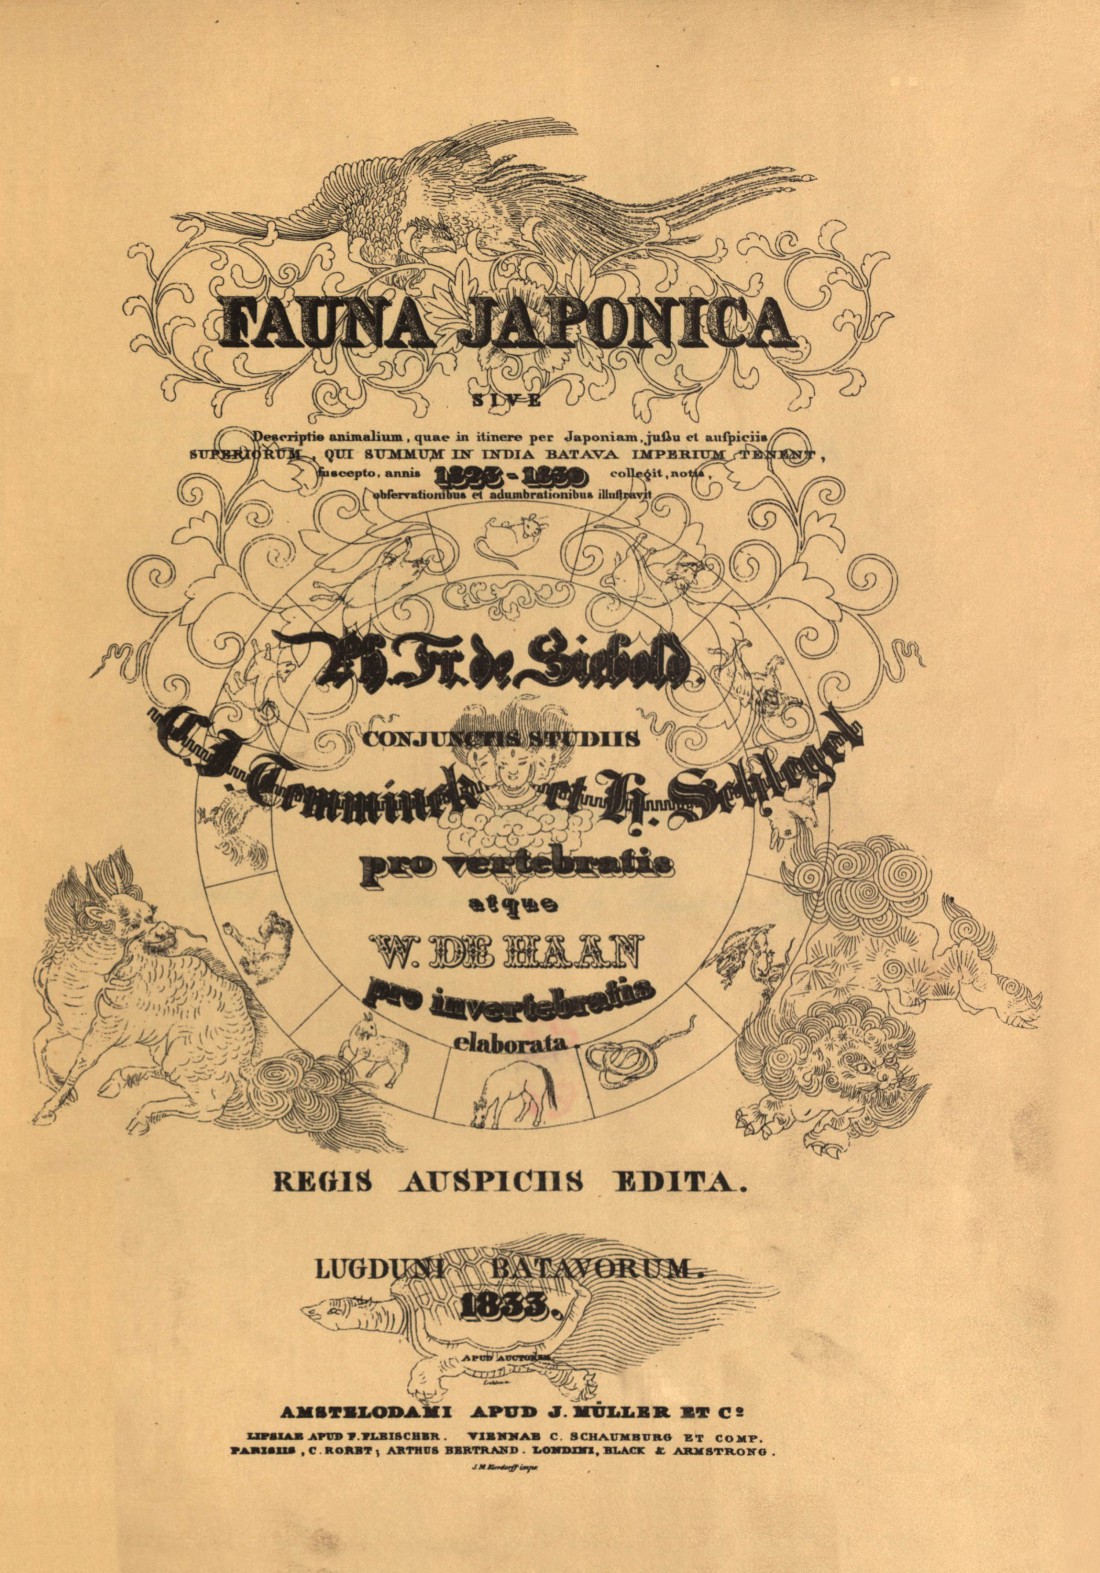 FAUNA JAPONICA
SIVE
Descriptio animalium, quae in itinere per Japoniam, jußu et auſpiciis
SUPERIORUM, QUI SUMMUM IN INDIA BATAVA IMPERIUM TENENT,
ſuscepto, annis 1823-1830 collegit, notis,
obſervationibus et adumbrationibus illuſtravit
Ph. Fr. de Siebold.
CONJUNCTIS STUDIIS
C. J. Temminck et H. Schlegel
pro vertebratis
atque
W. DE HAAN
pro invertebratis
elaborata.
REGIS AUSPICIIS EDITA.
LUGDUNI BATAVORUM.
1833.
APUD AUCTOREM
AMSTELODAMI APUD J. MÜLLER ET Cº
LIPSIAE APUD F. FLEISCHER. VIENNAE C. SCHAUMBURG ET COMP.
PARISIIS, C. RORET; ARTHUS BERTRAND. LONDINI, BLACK & ARMSTRONG.